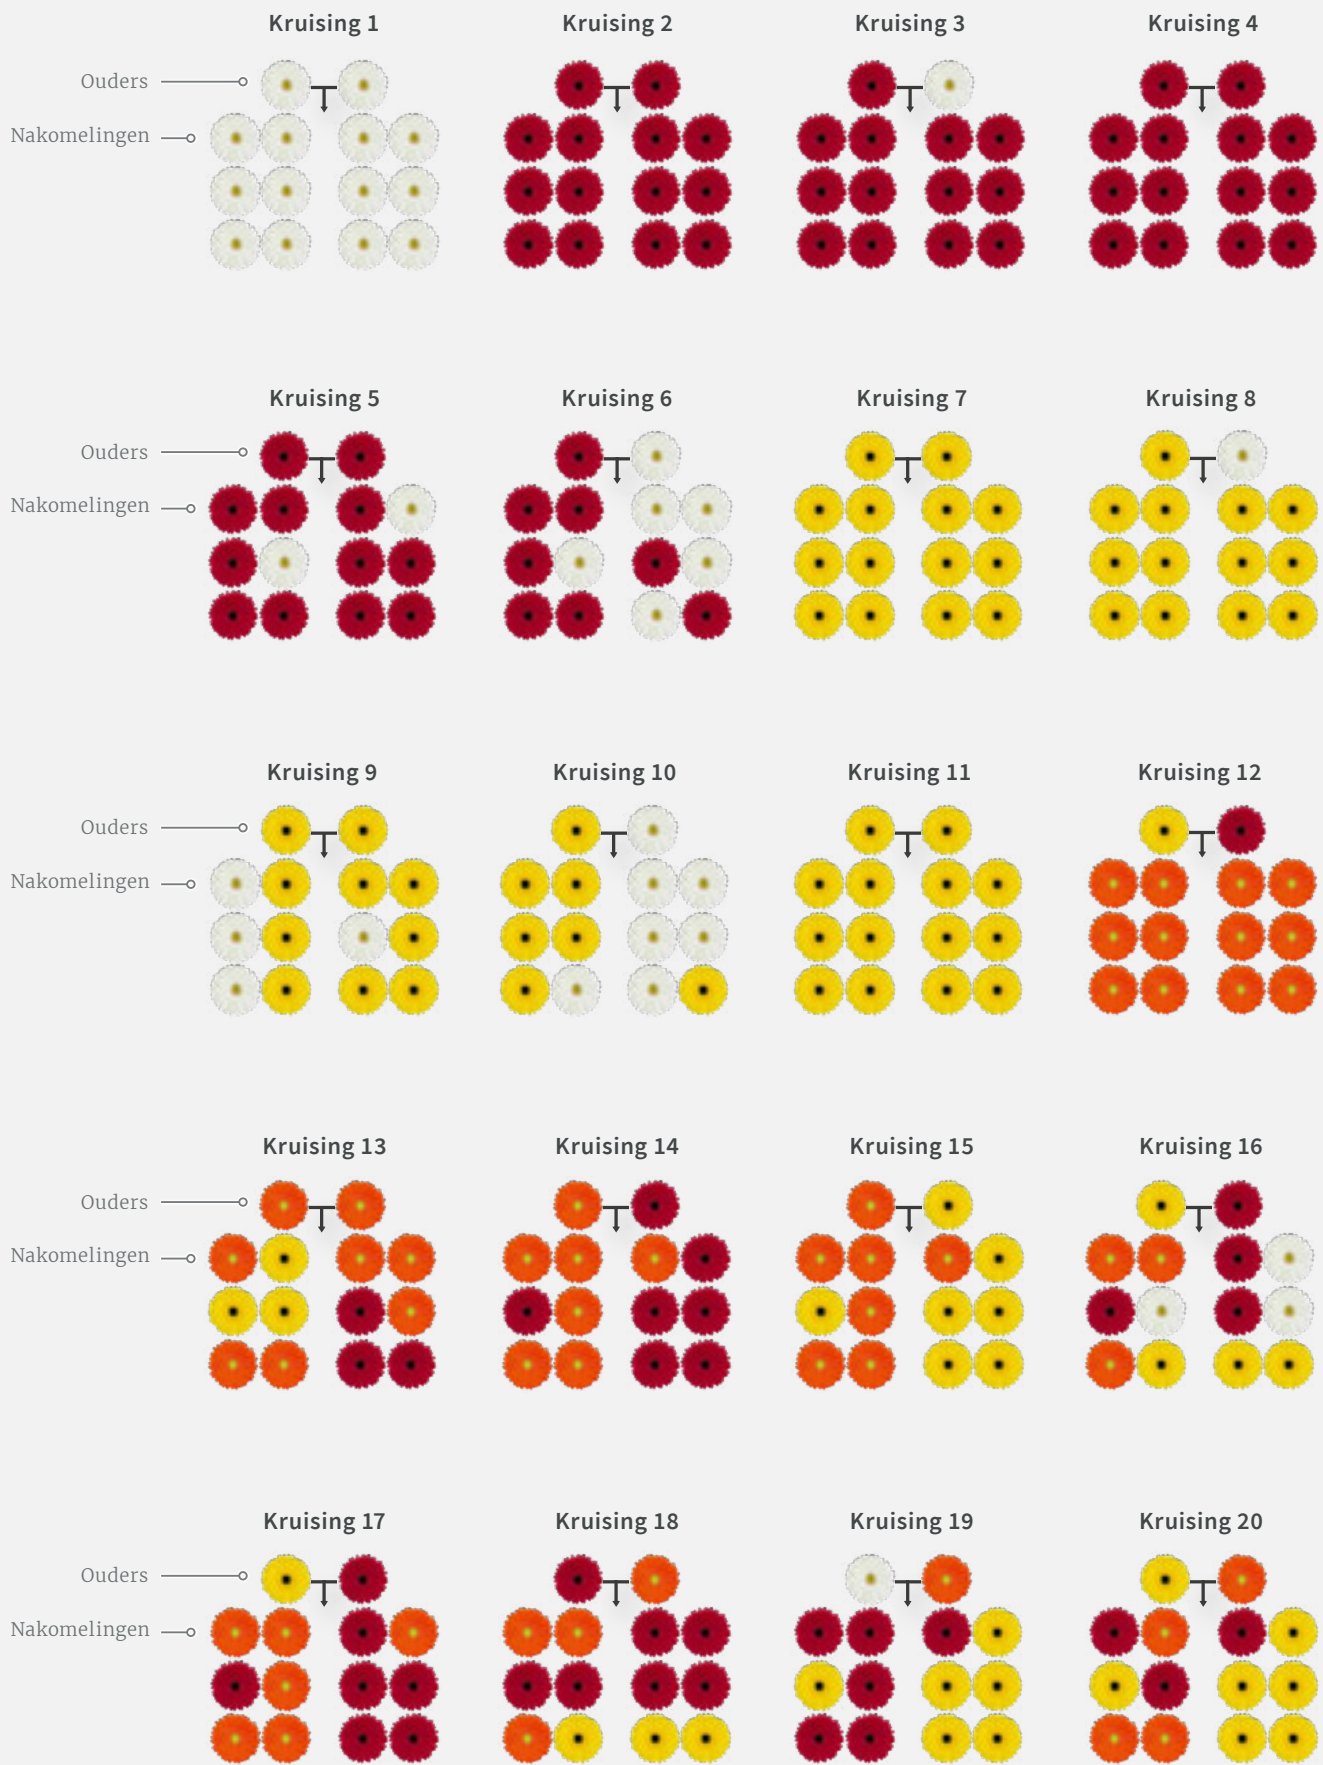 Kruising 1
Kruising 2
Kruising 3
Kruising 4
Ouders
Nakomelingen
Kruising 5
Kruising 6
Kruising 7
Kruising 8
Ouders
Nakomelingen
Kruising 9
Kruising 10
Kruising 11
Kruising 12
Ouders
Nakomelingen
Kruising 13
Kruising 14
Kruising 15
Kruising 16
Ouders
Nakomelingen
Kruising 17
Kruising 18
Kruising 19
Kruising 20
Ouders
Nakomelingen